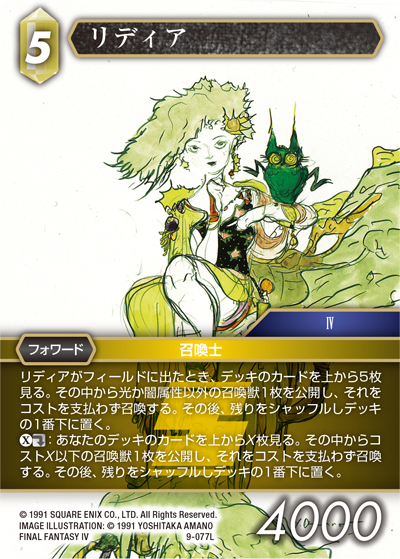 5
リディア
IV
フォワード
召喚士
リディアがフィールドに出たとき、デッキのカードを上から5枚
見る。その中から光か闇属性以外の召喚獣1枚を公開し、それを
コストを支払わず召喚する。その後、残りをシャッフルしデッキ
の1番下に置く。
X：あなたのデッキのカードを上からX枚見る。その中からコ
ストX以下の召喚獣1枚を公開し、それをコストを支払わず召喚
する。その後、残りをシャッフルしデッキの1番下に置く。
© 1991 SQUARE ENIX CO., LTD. All Rights Reserved.
IMAGE ILLUSTRATION: © 1991 YOSHITAKA AMANO
FINAL FANTASY IV 9-077L
4000